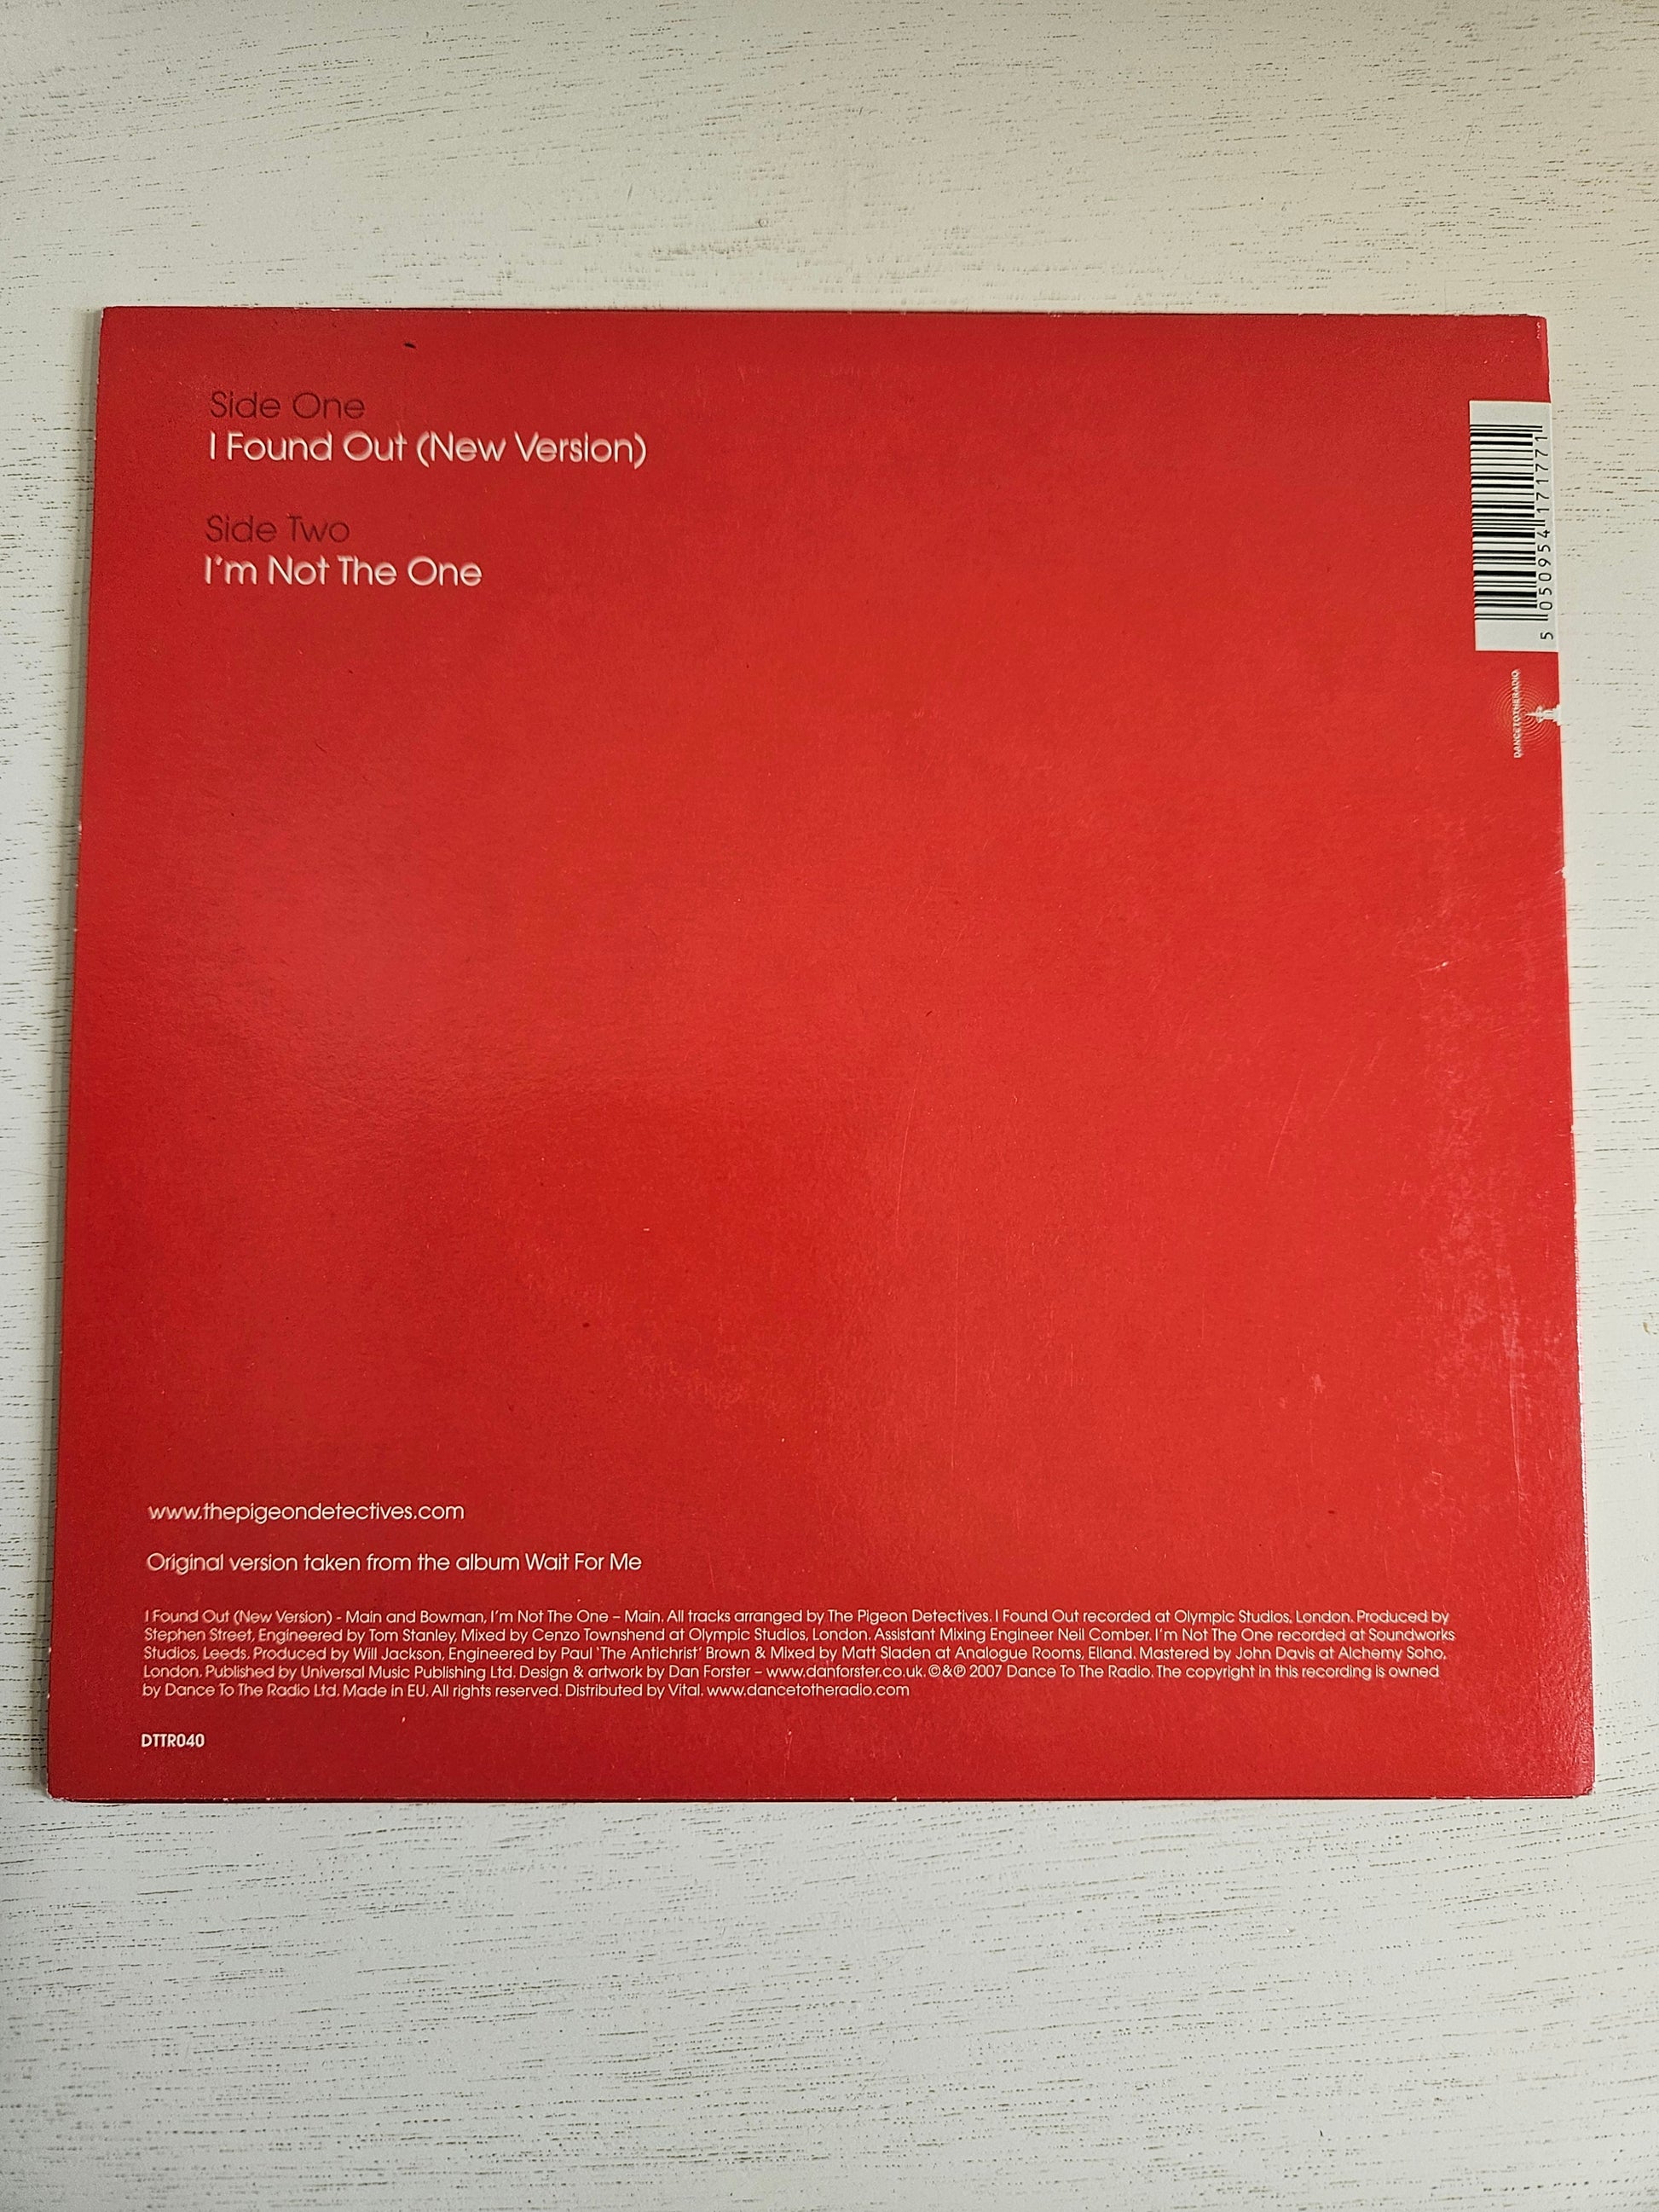 Side One
I Found Out (New Version)
Side Two
I'm Not The One
5 050954 171771
DANCETOTHERADIO
www.thepigeondetectives.com
Original version taken from the album Wait For Me
I Found Out (New Version) - Main and Bowman, I'm Not The One – Main. All tracks arranged by The Pigeon Detectives. I Found Out recorded at Olympic Studios, London. Produced by
Stephen Street, Engineered by Tom Stanley, Mixed by Cenzo Townshend at Olympic Studios, London. Assistant Mixing Engineer Neil Comber. I'm Not The One recorded at Soundworks
Studios, Leeds. Produced by Will Jackson, Engineered by Paul 'The Antichrist' Brown & Mixed by Matt Sladen at Analogue Rooms, Elland. Mastered by John Davis at Alchemy Soho,
London. Published by Universal Music Publishing Ltd. Design & artwork by Dan Forster – www.danforster.co.uk. ©&℗ 2007 Dance To The Radio. The copyright in this recording is owned
by Dance To The Radio Ltd. Made in EU. All rights reserved. Distributed by Vital. www.dancetotheradio.com
DTTR040